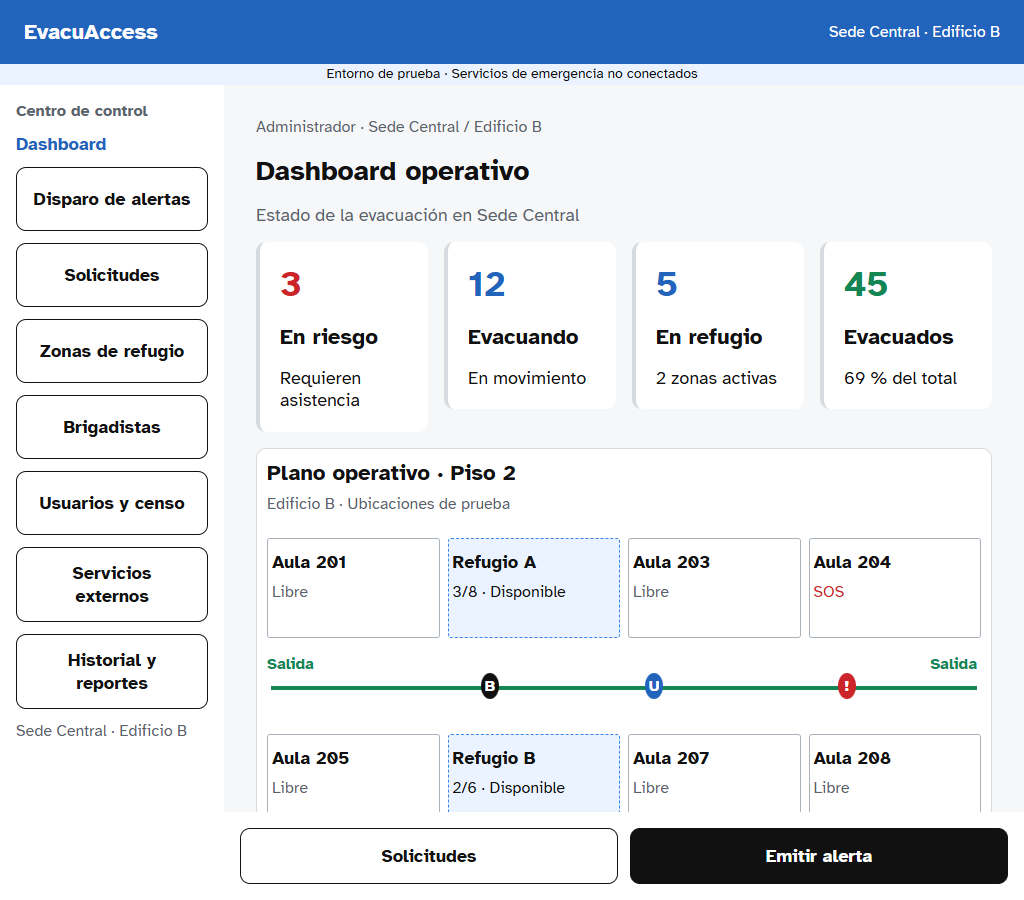 EvacuAccess
Sede Central · Edificio B
Entorno de prueba · Servicios de emergencia no conectados
Centro de control
Dashboard
Disparo de alertas
Solicitudes
Zonas de refugio
Brigadistas
Usuarios y censo
Servicios
externos
Historial y
reportes
Sede Central · Edificio B
Administrador · Sede Central / Edificio B
Dashboard operativo
Estado de la evacuación en Sede Central
3
En riesgo
Requieren
asistencia
12
Evacuando
En movimiento
5
En refugio
2 zonas activas
45
Evacuados
69 % del total
Plano operativo · Piso 2
Edificio B · Ubicaciones de prueba
Aula 201
Libre
Refugio A
3/8 · Disponible
Aula 203
Libre
Aula 204
SOS
Salida
Salida
B
U
!
Aula 205
Libre
Refugio B
2/6 · Disponible
Aula 207
Libre
Aula 208
Libre
Solicitudes
Emitir alerta